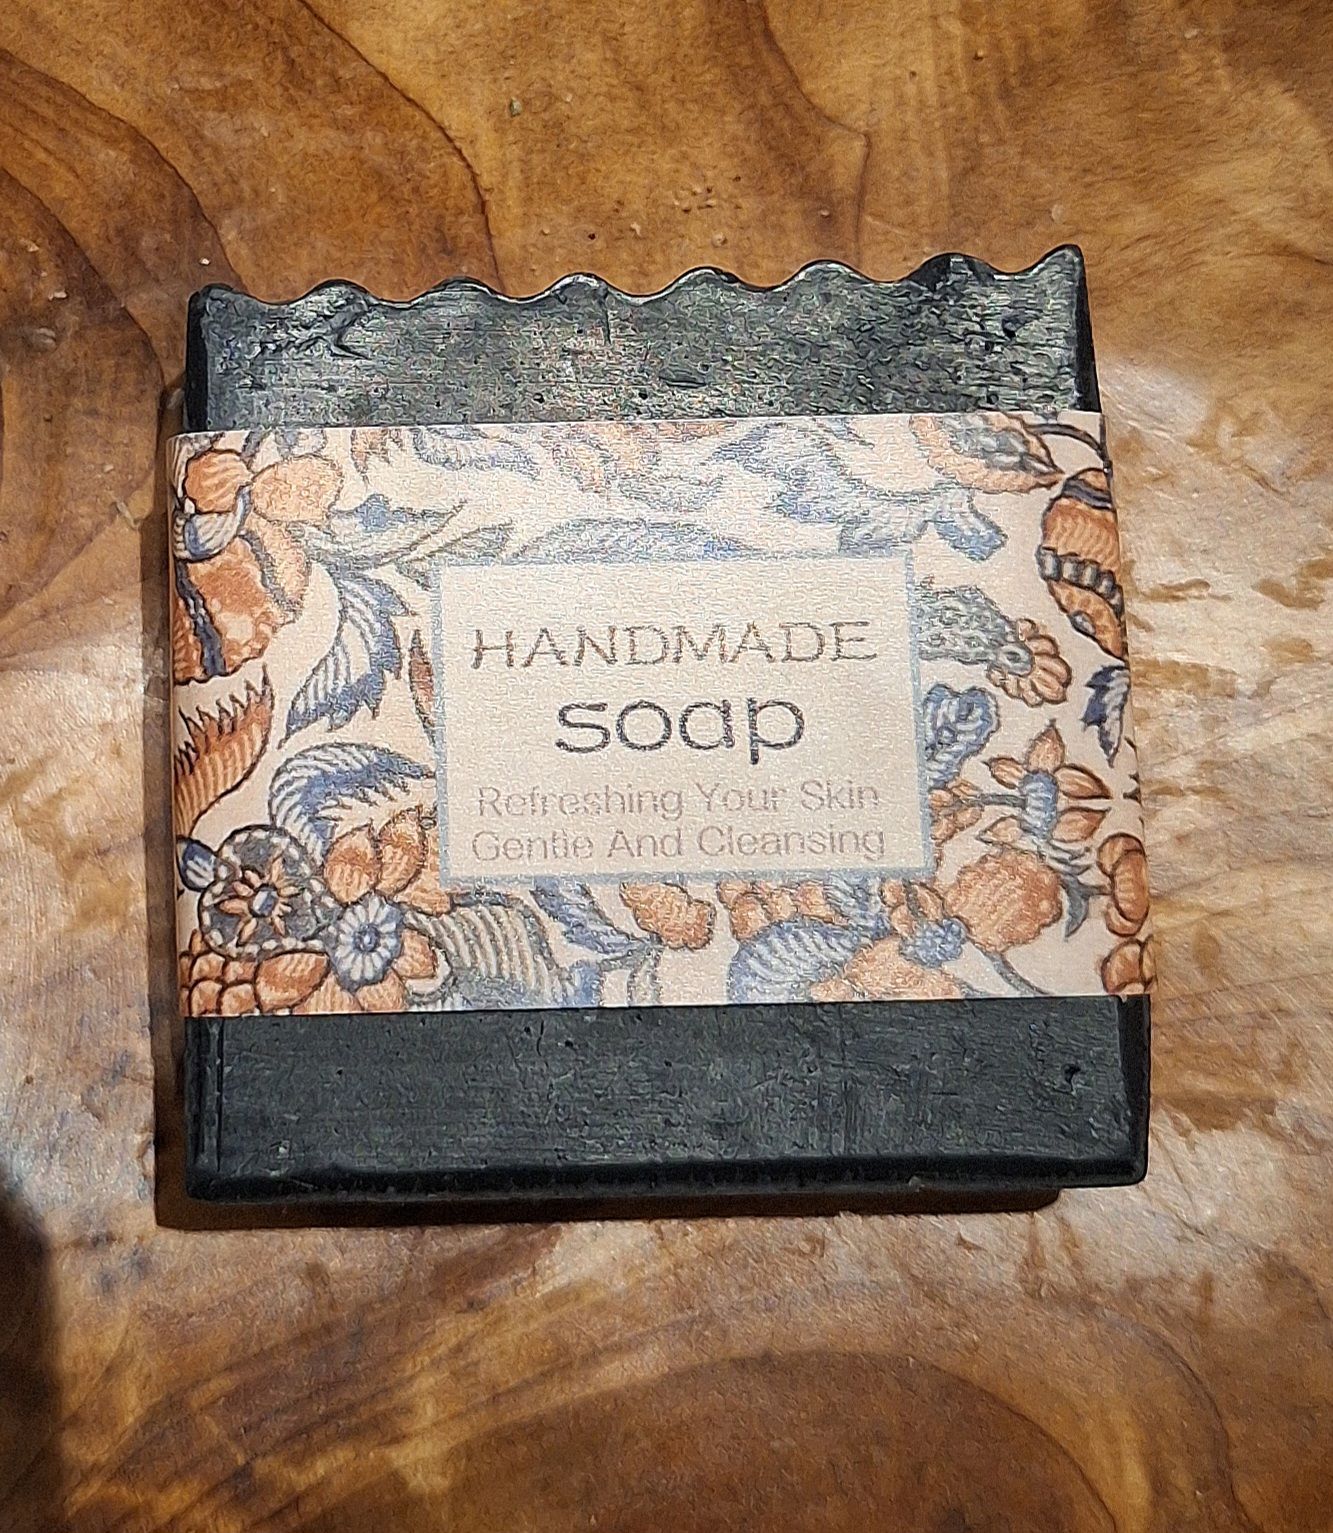 HANDMADE
soap
Refreshing Your Skin
Gentle And Cleansing